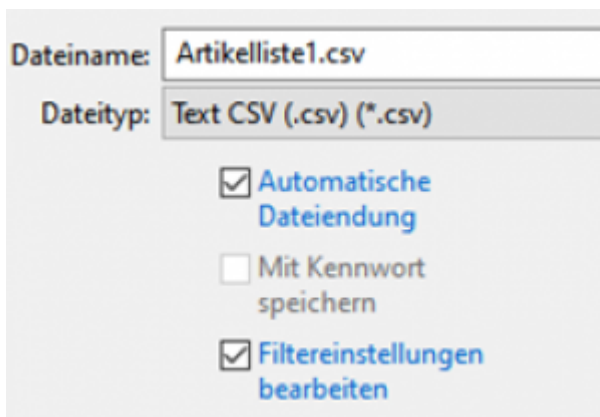 Dateiname: Artikelliste1.csv
Dateityp: Text CSV (.csv) (*.csv)
Automatische
Dateiendung
Mit Kennwort
speichern
Filtereinstellungen
bearbeiten